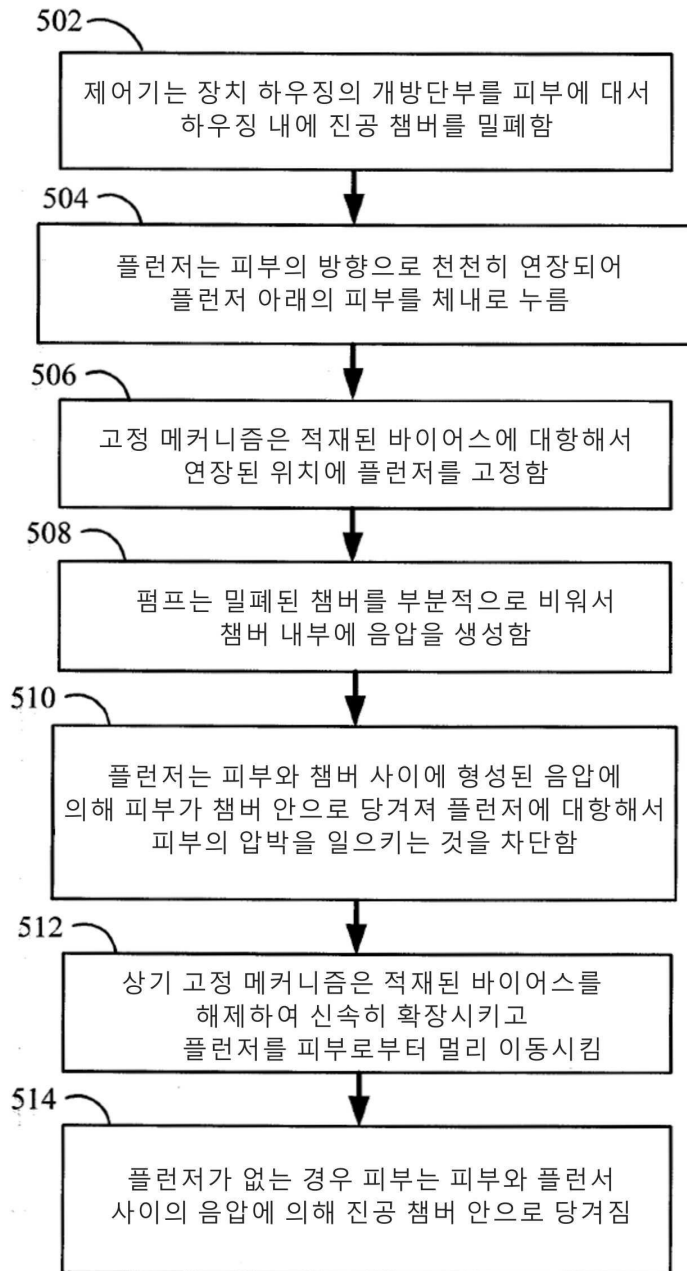 502
제어기는 장치 하우징의 개방단부를 피부에 대서
하우징 내에 진공 챔버를 밀폐함
504
플런저는 피부의 방향으로 천천히 연장되어
플런저 아래의 피부를 체내로 누름
506
고정 메커니즘은 적재된 바이어스에 대항해서
연장된 위치에 플런저를 고정함
508
펌프는 밀폐된 챔버를 부분적으로 비워서
챔버 내부에 음압을 생성함
510
플런저는 피부와 챔버 사이에 형성된 음압에
의해 피부가 챔버 안으로 당겨져 플런저에 대항해서
피부의 압박을 일으키는 것을 차단함
512
상기 고정 메커니즘은 적재된 바이어스를
해제하여 신속히 확장시키고
플런저를 피부로부터 멀리 이동시킴
514
플런저가 없는 경우 피부는 피부와 플런서
사이의 음압에 의해 진공 챔버 안으로 당겨짐